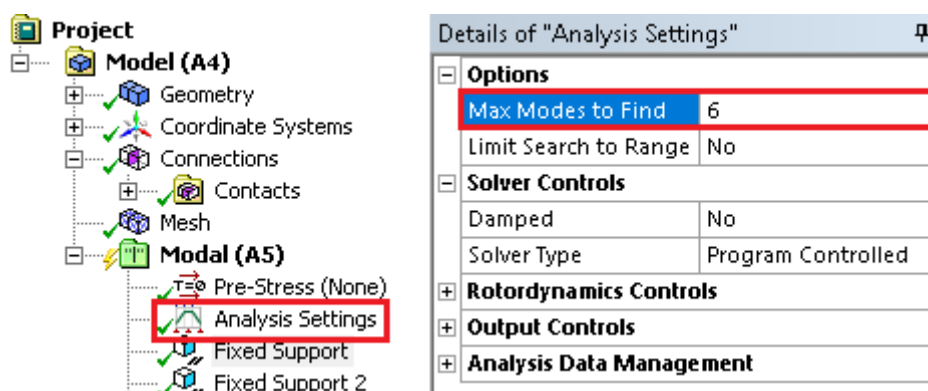 Project
Model (A4)
Geometry
Coordinate Systems
Connections
Contacts
Mesh
Modal (A5)
T=0 Pre-Stress (None)
Analysis Settings
Fixed Support
Fixed Support 2
Details of "Analysis Settings"
Options
Max Modes to Find 6
Limit Search to Range No
Solver Controls
Damped No
Solver Type Program Controlled
Rotordynamics Controls
Output Controls
Analysis Data Management